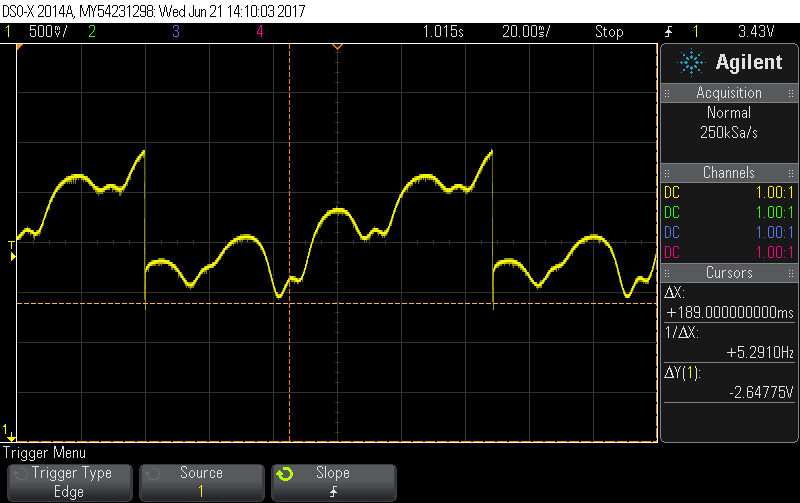 DSO-X 2014A, MY54231298: Wed Jun 21 14:10:03 2017
1 500mV/ 2 3 4 1.015s 20.00ms/ Stop 1 3.43V
Agilent
Acquisition
Normal
250kSa/s
Channels
DC 1.00:1
DC 1.00:1
DC 1.00:1
DC 1.00:1
Cursors
ΔX:
+189.000000000ms
1/ΔX:
+5.2910Hz
ΔY(1):
-2.64775V
T
1
Trigger Menu
Trigger Type Source Slope
Edge 1